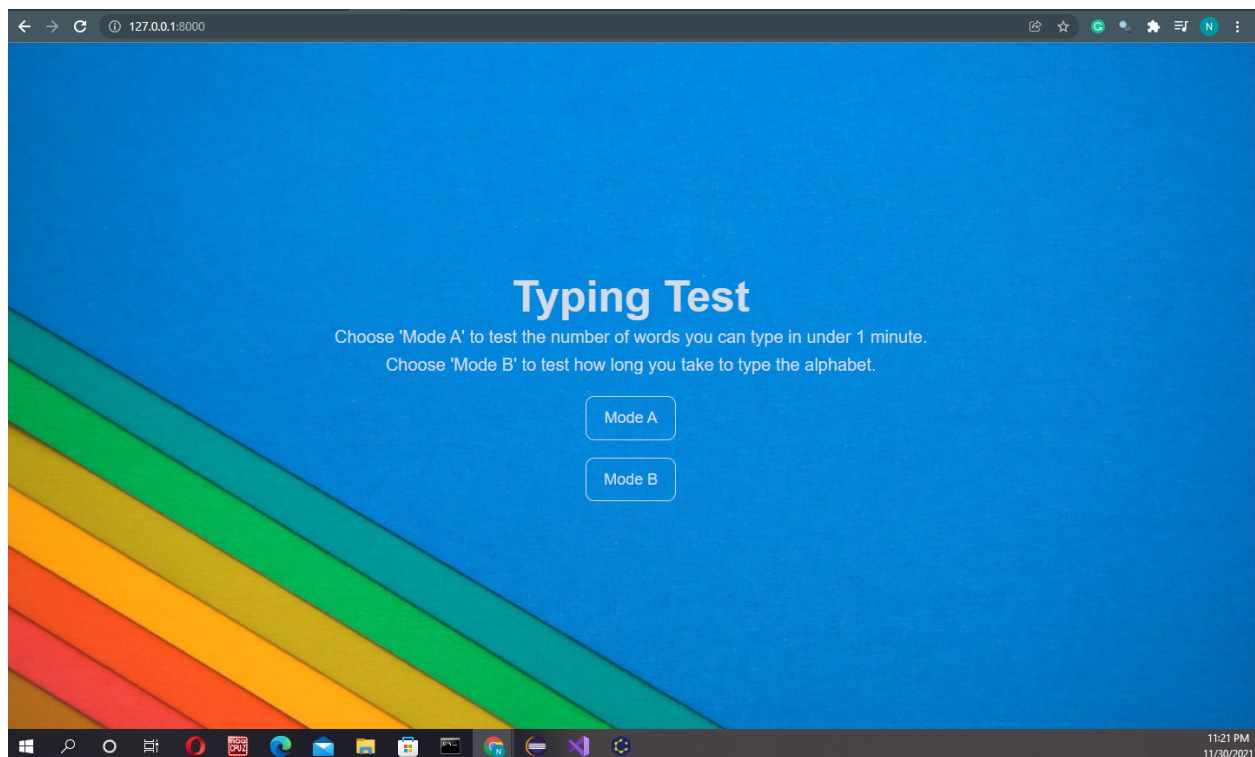 127.0.0.1:8000
N
Typing Test
Choose 'Mode A' to test the number of words you can type in under 1 minute.
Choose 'Mode B' to test how long you take to type the alphabet.
Mode A
Mode B
11:21 PM
11/30/2021